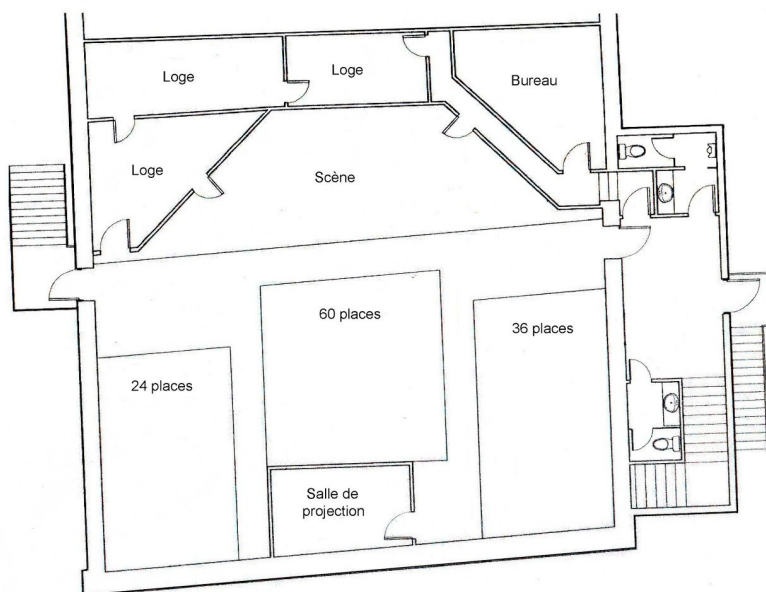 Loge
Loge
Bureau
Loge
Scène
60 places
36 places
24 places
Salle de
projection